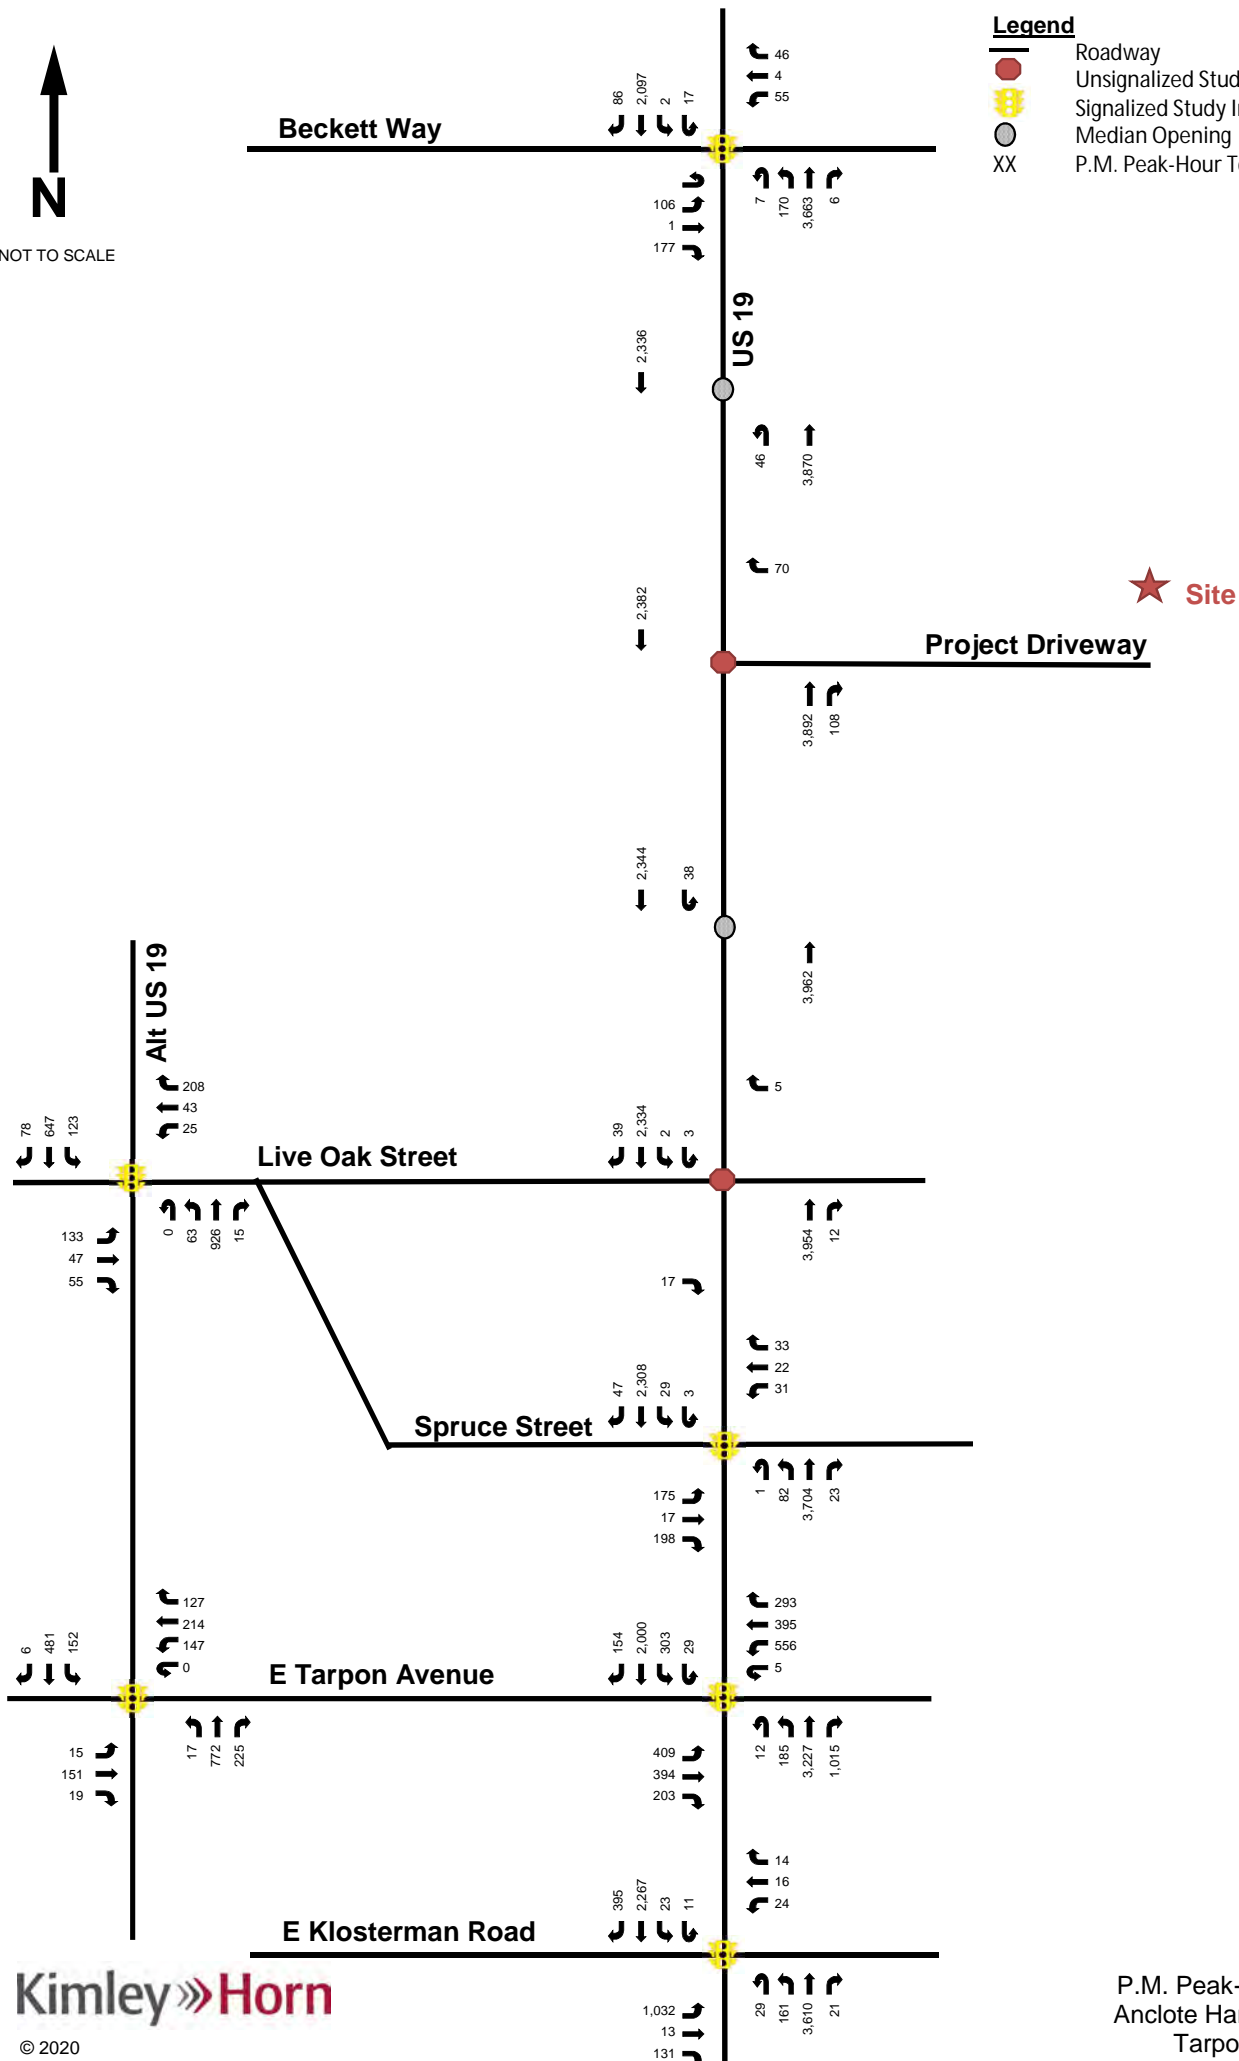 Legend
Roadway
Unsignalized Stud
Signalized Study I
Median Opening
XX P.M. Peak-Hour T
N
NOT TO SCALE
Beckett Way
86 2,097 2 17
46
4
55
106
1
177
7 170 3,663 6
US 19
2,336
46 3,870
70
2,382
Site
Project Driveway
3,892 108
2,344 38
3,962
Alt US 19
5
208
43
25
78 647 123
39 2,334 2 3
Live Oak Street
0 63 926 15
133
47
55
3,954 12
17
33
22
31
47 2,308 29 3
Spruce Street
175
17
198
1 82 3,704 23
127
214
147
0
6 481 152
293
395
556
5
154 2,000 303 29
E Tarpon Avenue
15
151
19
17 772 225
409
394
203
12 185 3,227 1,015
14
16
24
395 2,267 23 11
E Klosterman Road
1,032
13
131
29 161 3,610 21
Kimley»Horn
© 2020
P.M. Peak-
Anclote Ha
Tarpo